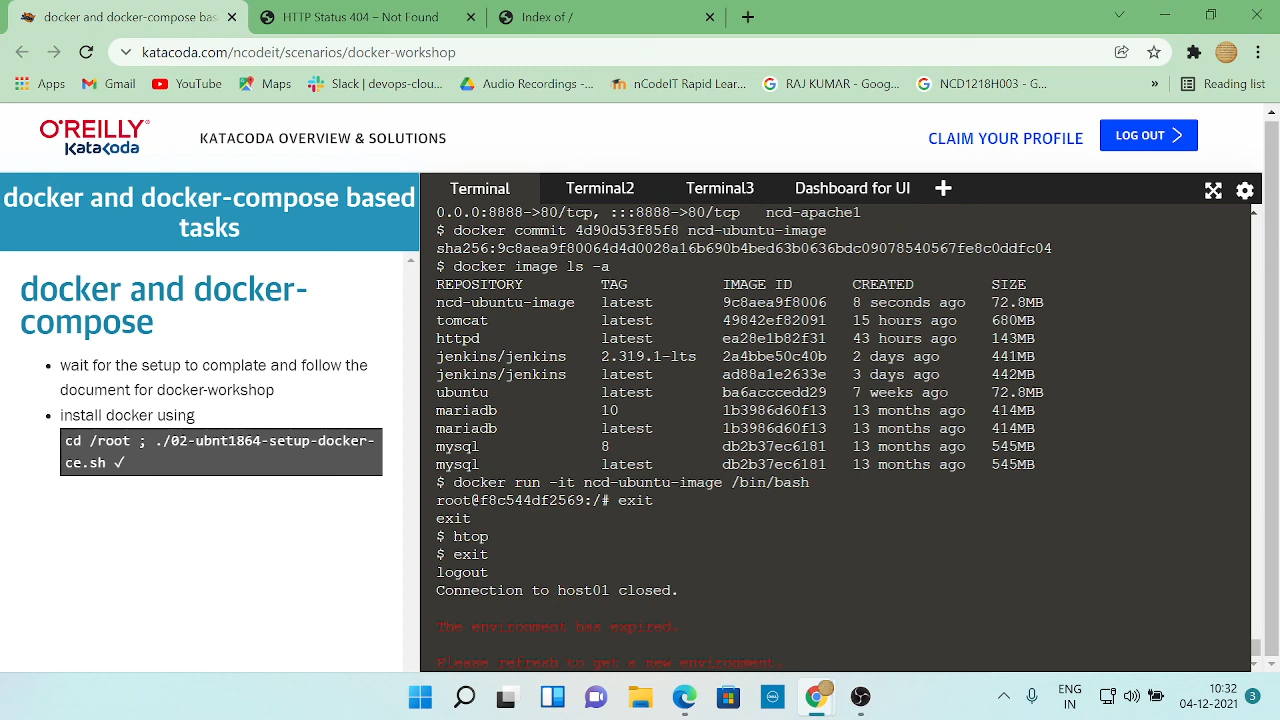 docker and docker-compose bas
HTTP Status 404 – Not Found
Index of /
katacoda.com/ncodeit/scenarios/docker-workshop
Apps
Gmail
YouTube
Maps
Slack | devops-clou...
Audio Recordings -...
nCodeIT Rapid Lear...
RAJ KUMAR - Goog...
NCD1218H003 - G...
»
Reading list
O'REILLY®
KataKoda
KATACODA OVERVIEW & SOLUTIONS
CLAIM YOUR PROFILE
LOG OUT
docker and docker-compose based
tasks
docker and docker-
compose
• wait for the setup to complate and follow the
document for docker-workshop
• install docker using
cd /root ; ./02-ubnt1864-setup-docker-
ce.sh ✓
Terminal
Terminal2
Terminal3
Dashboard for UI
0.0.0.0:8888->80/tcp, :::8888->80/tcp   ncd-apache1
$ docker commit 4d90d53f85f8 ncd-ubuntu-image
sha256:9c8aea9f80064d4d0028a16b690b4bed63b0636bdc09078540567fe8c0ddfc04
$ docker image ls -a
REPOSITORY TAG IMAGE ID CREATED SIZE
ncd-ubuntu-image latest 9c8aea9f8006 8 seconds ago 72.8MB
tomcat latest 49842ef82091 15 hours ago 680MB
httpd latest ea28e1b82f31 43 hours ago 143MB
jenkins/jenkins 2.319.1-lts 2a4bbe50c40b 2 days ago 441MB
jenkins/jenkins latest ad88a1e2633e 3 days ago 442MB
ubuntu latest ba6acccedd29 7 weeks ago 72.8MB
mariadb 10 1b3986d60f13 13 months ago 414MB
mariadb latest 1b3986d60f13 13 months ago 414MB
mysql 8 db2b37ec6181 13 months ago 545MB
mysql latest db2b37ec6181 13 months ago 545MB
$ docker run -it ncd-ubuntu-image /bin/bash
root@f8c544df2569:/# exit
exit
$ htop
$ exit
logout
Connection to host01 closed.
The environment has expired.
Please refresh to get a new environment.
ENG
IN
10:32
04-12-2021
3